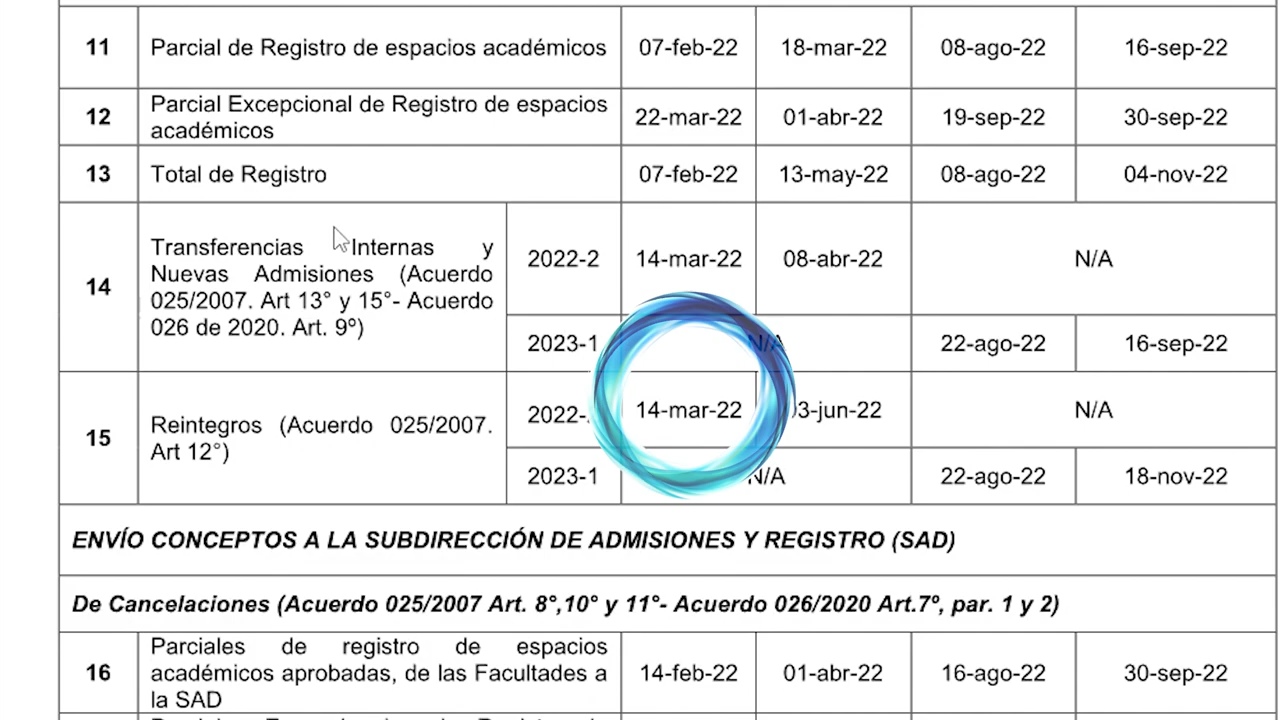 11 Parcial de Registro de espacios académicos 07-feb-22 18-mar-22 08-ago-22 16-sep-22
12 Parcial Excepcional de Registro de espacios académicos 22-mar-22 01-abr-22 19-sep-22 30-sep-22
13 Total de Registro 07-feb-22 13-may-22 08-ago-22 04-nov-22
14
Transferencias Internas y
Nuevas Admisiones (Acuerdo
025/2007. Art 13° y 15°- Acuerdo
026 de 2020. Art. 9º)
2022-2 14-mar-22 08-abr-22 N/A
2023-1 N/A 22-ago-22 16-sep-22
15
Reintegros (Acuerdo 025/2007.
Art 12°)
14-mar-22 N/A
2023-1 N/A 22-ago-22 18-nov-22
ENVÍO CONCEPTOS A LA SUBDIRECCIÓN DE ADMISIONES Y REGISTRO (SAD)
De Cancelaciones (Acuerdo 025/2007 Art. 8°,10° y 11°- Acuerdo 026/2020 Art.7º, par. 1 y 2)
16
Parciales de registro de espacios
académicos aprobadas, de las Facultades a
la SAD
14-feb-22 01-abr-22 16-ago-22 30-sep-22